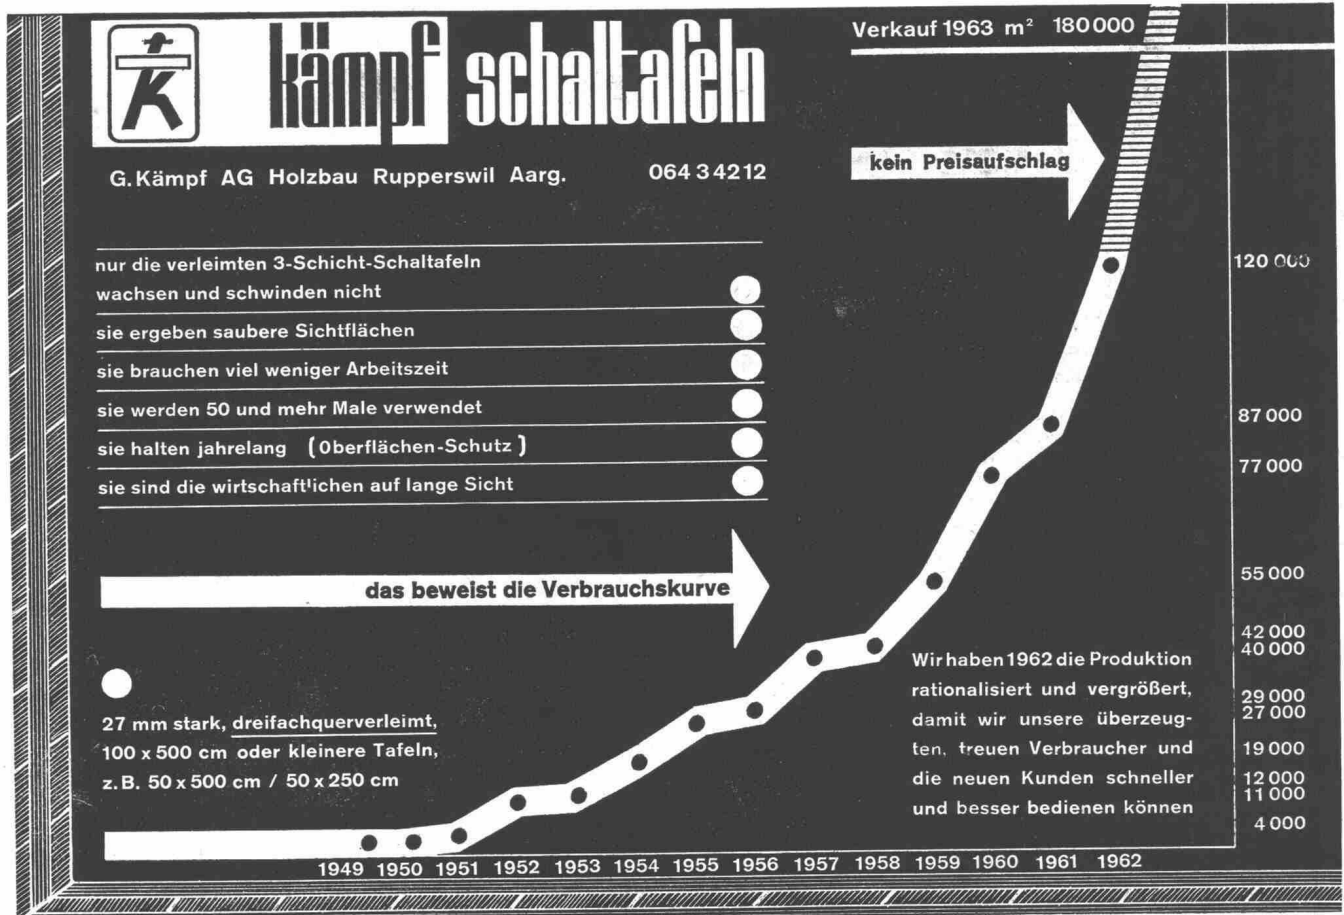 K
kämpf schaltafeln
G. Kämpf AG Holzbau Rupperswil Aarg. 064 3 42 12
nur die verleimten 3-Schicht-Schaltafeln
wachsen und schwinden nicht
sie ergeben saubere Sichtflächen
sie brauchen viel weniger Arbeitszeit
sie werden 50 und mehr Male verwendet
sie halten jahrelang (Oberflächen-Schutz)
sie sind die wirtschaftlichen auf lange Sicht
das beweist die Verbrauchskurve
27 mm stark, dreifachquerverleimt,
100 x 500 cm oder kleinere Tafeln,
z.B. 50 x 500 cm / 50 x 250 cm
Verkauf 1963 m² 180 000
kein Preisaufschlag
120 000
87 000
77 000
55 000
42 000
40 000
29 000
27 000
19 000
12 000
11 000
4 000
Wir haben 1962 die Produktion
rationalisiert und vergrößert,
damit wir unsere überzeug-
ten, treuen Verbraucher und
die neuen Kunden schneller
und besser bedienen können
1949 1950 1951 1952 1953 1954 1955 1956 1957 1958 1959 1960 1961 1962